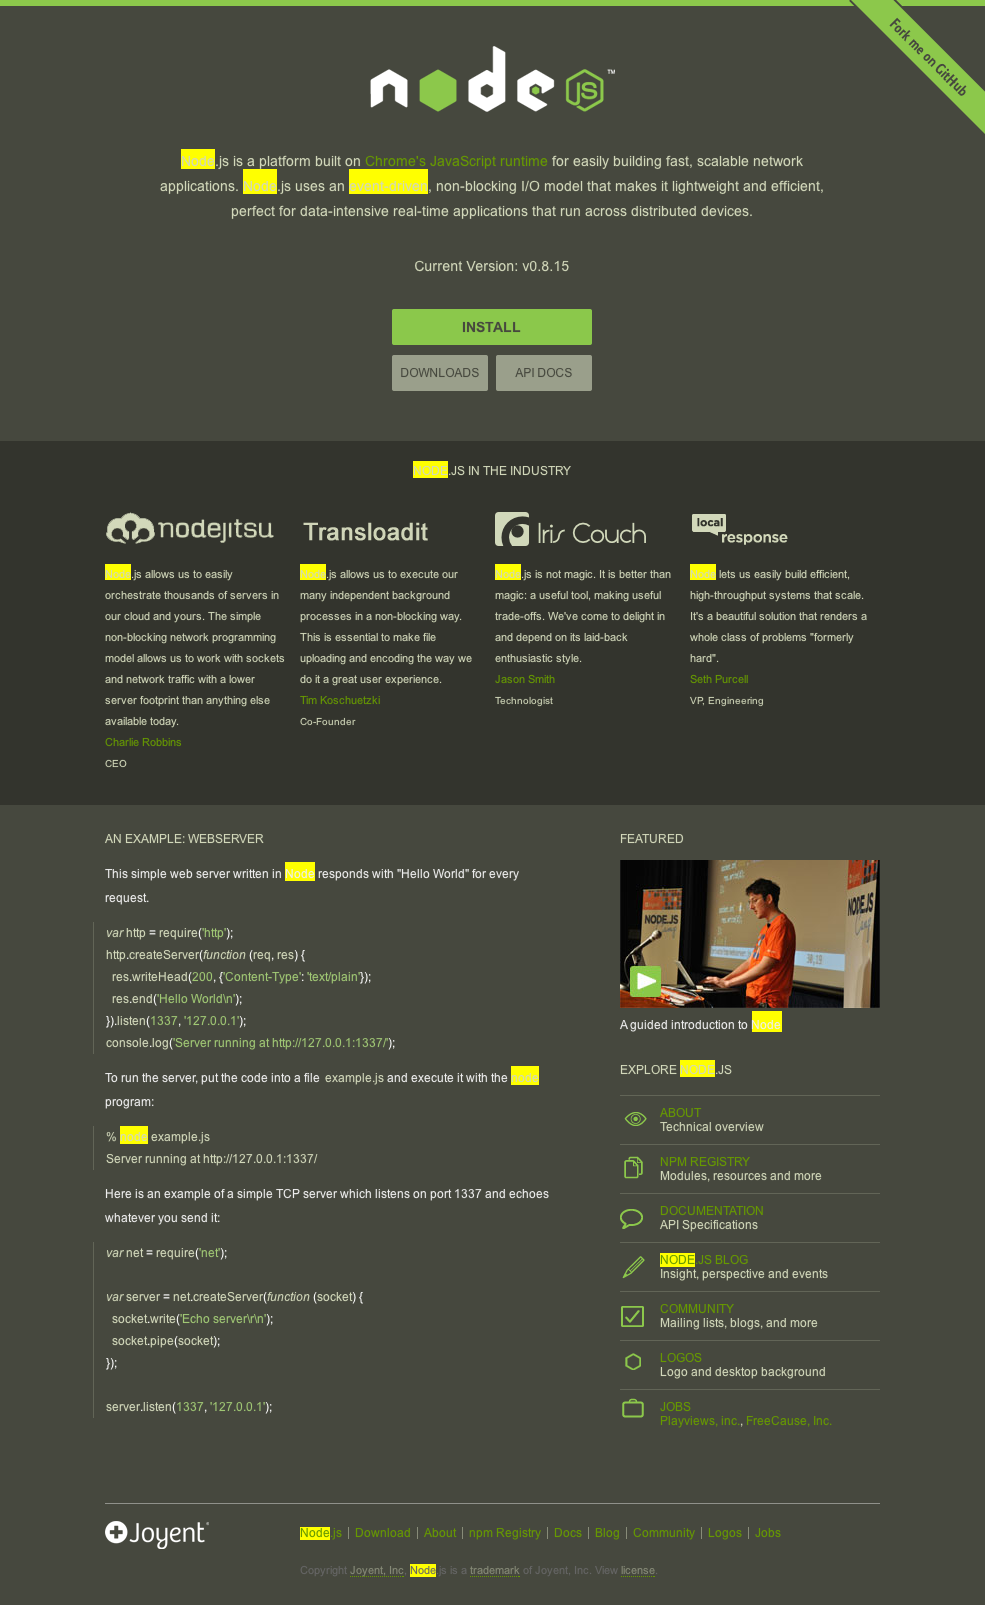 Fork me on GitHub
node JS ™
Node.js is a platform built on Chrome's JavaScript runtime for easily building fast, scalable network
applications. Node.js uses an event-driven, non-blocking I/O model that makes it lightweight and efficient,
perfect for data-intensive real-time applications that run across distributed devices.
Current Version: v0.8.15
INSTALL
DOWNLOADS API DOCS
NODE.JS IN THE INDUSTRY
nodejitsu
Node.js allows us to easily
orchestrate thousands of servers in
our cloud and yours. The simple
non-blocking network programming
model allows us to work with sockets
and network traffic with a lower
server footprint than anything else
available today.
Charlie Robbins
CEO
Transloadit
Node.js allows us to execute our
many independent background
processes in a non-blocking way.
This is essential to make file
uploading and encoding the way we
do it a great user experience.
Tim Koschuetzki
Co-Founder
Iris Couch
Node.js is not magic. It is better than
magic: a useful tool, making useful
trade-offs. We've come to delight in
and depend on its laid-back
enthusiastic style.
Jason Smith
Technologist
local
response
Node lets us easily build efficient,
high-throughput systems that scale.
It's a beautiful solution that renders a
whole class of problems "formerly
hard".
Seth Purcell
VP, Engineering
AN EXAMPLE: WEBSERVER
This simple web server written in Node responds with "Hello World" for every
request.
var http = require('http');
http.createServer(function (req, res) {
  res.writeHead(200, {'Content-Type': 'text/plain'});
  res.end('Hello World\n');
}).listen(1337, '127.0.0.1');
console.log('Server running at http://127.0.0.1:1337/');
To run the server, put the code into a file example.js and execute it with the node
program:
% node example.js
Server running at http://127.0.0.1:1337/
Here is an example of a simple TCP server which listens on port 1337 and echoes
whatever you send it:
var net = require('net');
var server = net.createServer(function (socket) {
  socket.write('Echo server\r\n');
  socket.pipe(socket);
});
server.listen(1337, '127.0.0.1');
FEATURED
NODE.JS
NODE.JS
Camp
A guided introduction to Node
EXPLORE NODE.JS
ABOUT
Technical overview
NPM REGISTRY
Modules, resources and more
DOCUMENTATION
API Specifications
NODE.JS BLOG
Insight, perspective and events
COMMUNITY
Mailing lists, blogs, and more
LOGOS
Logo and desktop background
JOBS
Playviews, inc., FreeCause, Inc.
Joyent
Node.js | Download | About | npm Registry | Docs | Blog | Community | Logos | Jobs
Copyright Joyent, Inc. Node.js is a trademark of Joyent, Inc. View license.